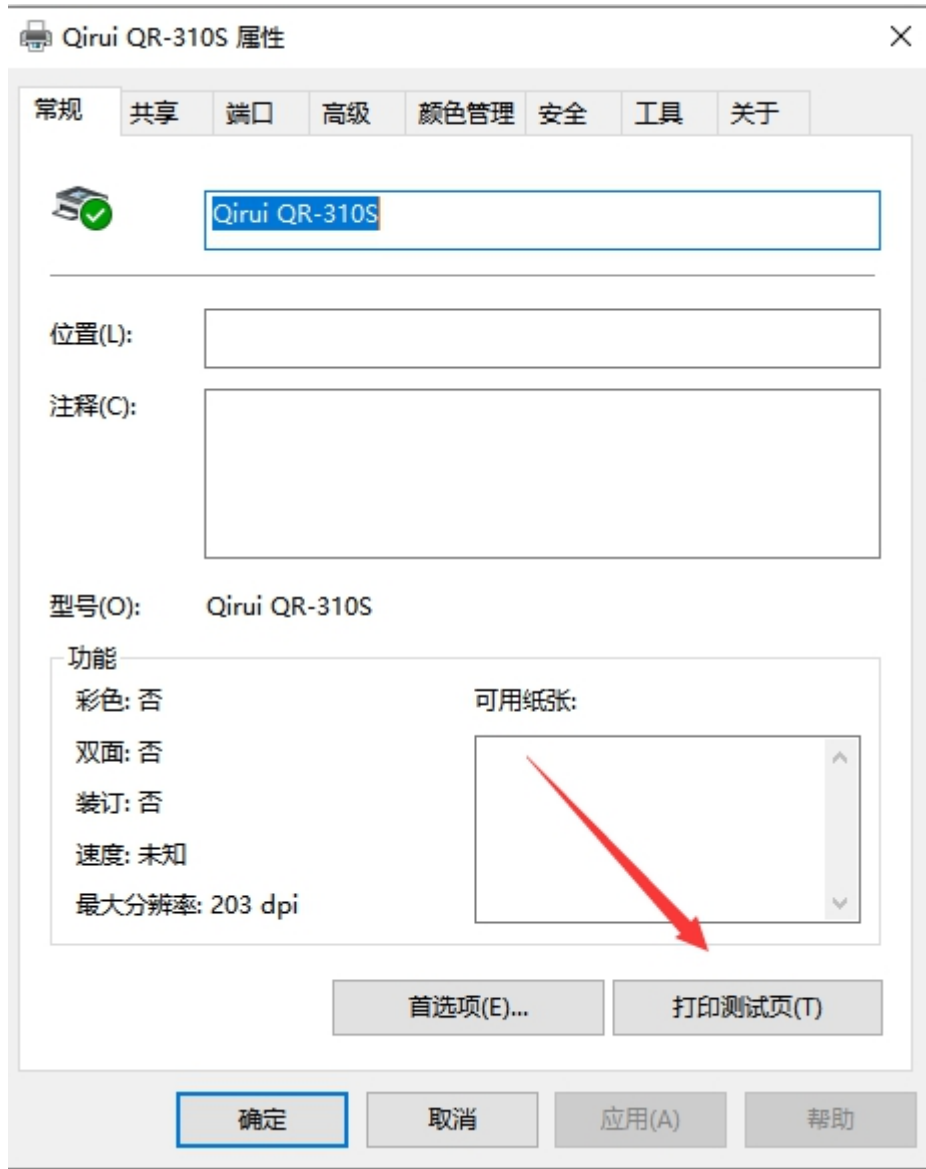 Qirui QR-310S 属性
常规 共享 端口 高级 颜色管理 安全 工具 关于
Qirui QR-310S
位置(L):
注释(C):
型号(O): Qirui QR-310S
功能
彩色: 否 可用纸张:
双面: 否
装订: 否
速度: 未知
最大分辨率: 203 dpi
首选项(E)... 打印测试页(T)
确定 取消 应用(A) 帮助